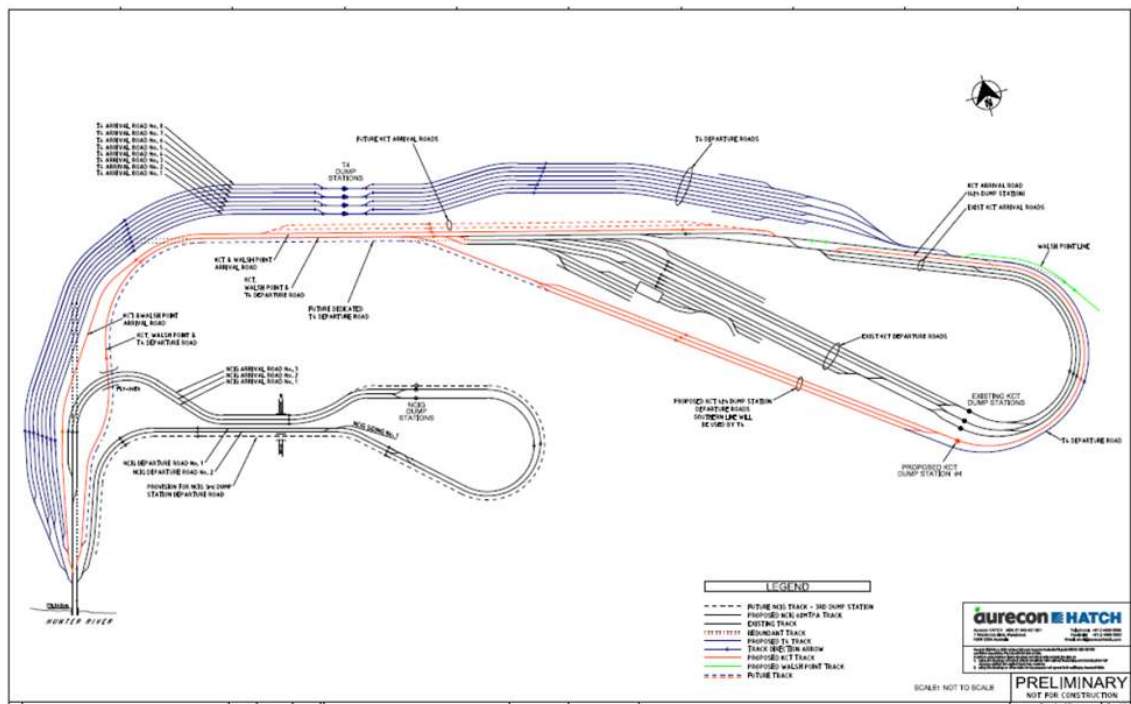 N
T4 ARRIVAL ROAD No. 8
T4 ARRIVAL ROAD No. 7
T4 ARRIVAL ROAD No. 6
T4 ARRIVAL ROAD No. 5
T4 ARRIVAL ROAD No. 4
T4 ARRIVAL ROAD No. 3
T4 ARRIVAL ROAD No. 2
T4 ARRIVAL ROAD No. 1
FUTURE KCT ARRIVAL ROADS
T4 DEPARTURE ROADS
T4
DUMP
STATIONS
KCT ARRIVAL ROAD
4th DUMP STATION
EXIST KCT ARRIVAL ROADS
WALSH POINT LINE
KCT & WALSH POINT
ARRIVAL ROAD
KCT,
WALSH POINT &
T4 DEPARTURE ROAD
FUTURE DEDICATED
T4 DEPARTURE ROAD
KCT & WALSH POINT
ARRIVAL ROAD
KCT, WALSH POINT &
T4 DEPARTURE ROAD
EXIST KCT DEPARTURE ROADS
NCIG ARRIVAL ROAD No. 3
NCIG ARRIVAL ROAD No. 2
NCIG ARRIVAL ROAD No. 1
FLYOVER
NCIG
DUMP
STATIONS
NCIG SIDING No. 1
PROPOSED KCT 4th DUMP STATION
DEPARTURE ROADS
SOUTHERN LINE WILL
BE USED BY T4
EXISTING KCT
DUMP STATIONS
T4 DEPARTURE ROAD
PROPOSED KCT
DUMP STATION #4
NCIG DEPARTURE ROAD No. 1
NCIG DEPARTURE ROAD No. 2
PROVISION FOR NCIG 3rd DUMP
STATION DEPARTURE ROAD
HUNTER RIVER
LEGEND
FUTURE NCIG TRACK - 3RD DUMP STATION
PROPOSED NCIG 60MTPA TRACK
EXISTING TRACK
REDUNDANT TRACK
PROPOSED T4 TRACK
TRACK DIRECTION ARROW
PROPOSED KCT TRACK
PROPOSED WALSH POINT TRACK
FUTURE TRACK
aurecon HATCH
SCALE: NOT TO SCALE
PRELIMINARY
NOT FOR CONSTRUCTION